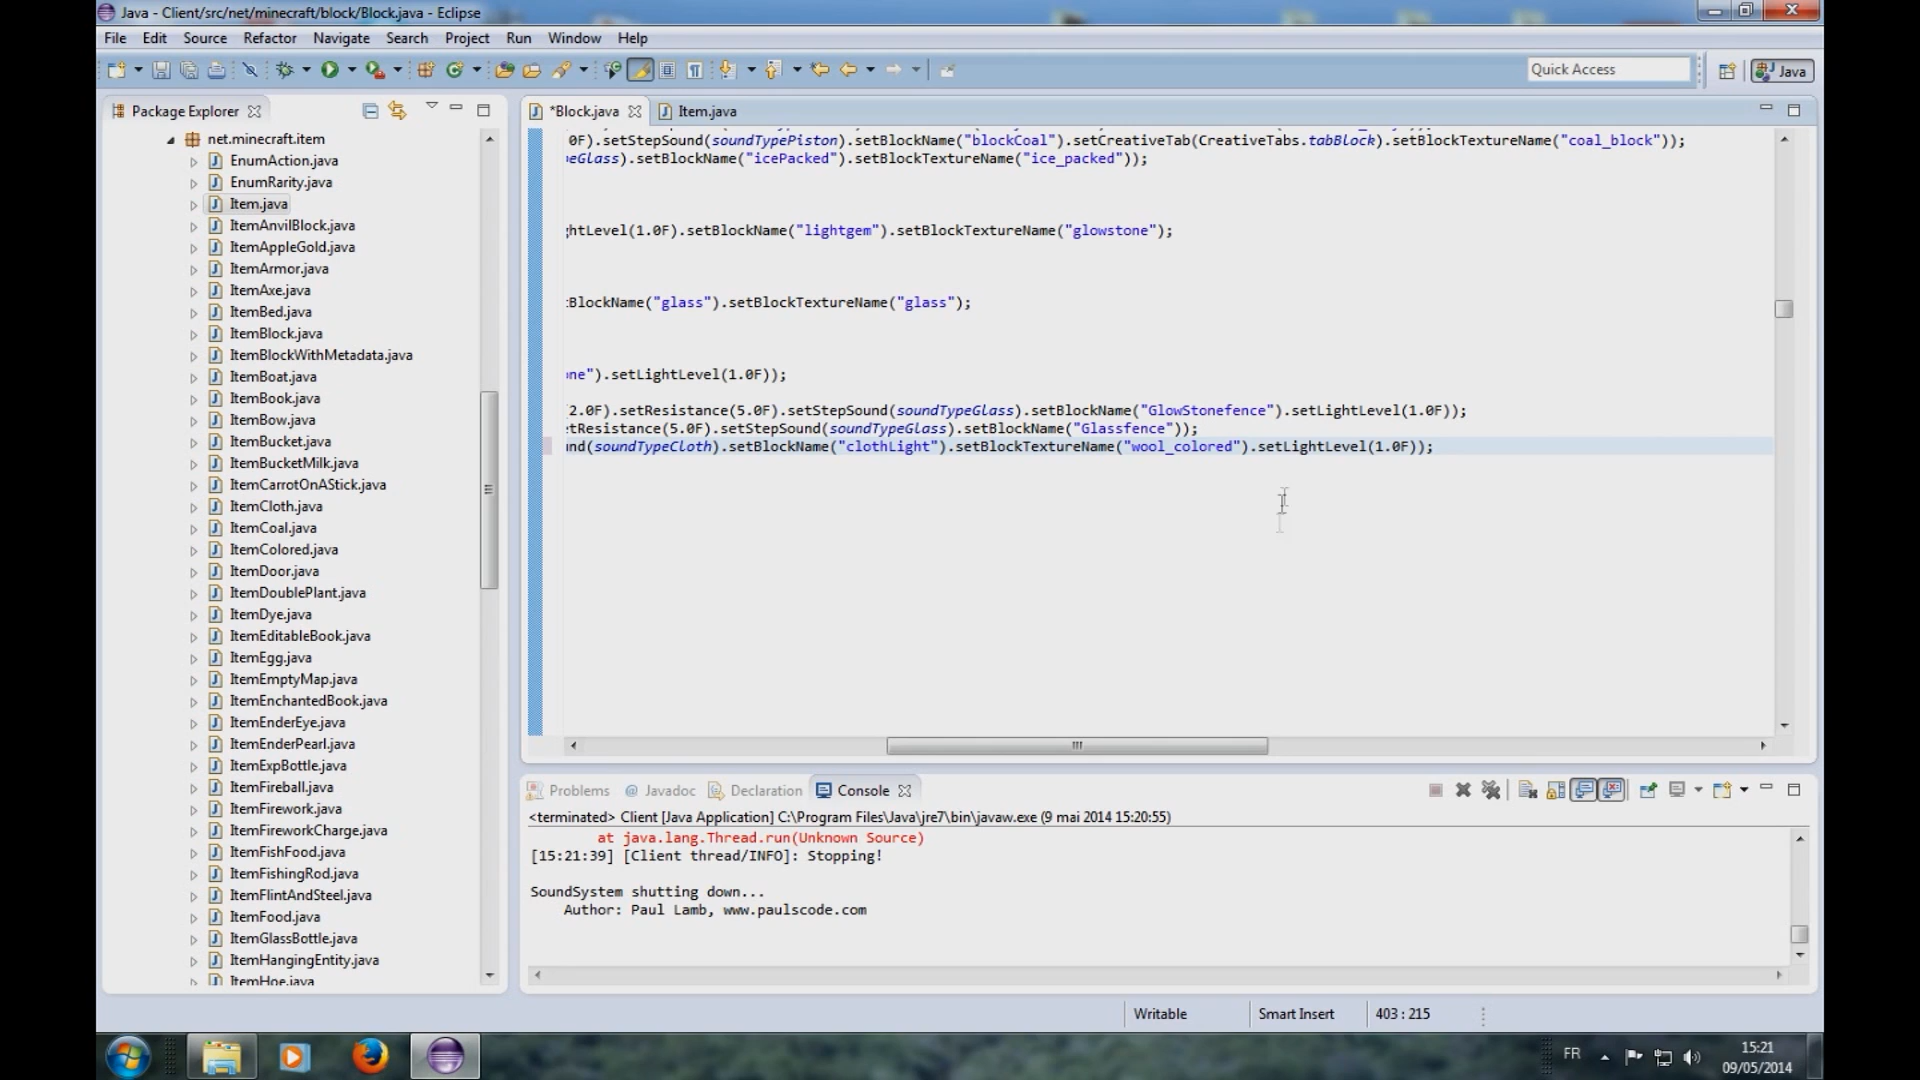 Java - Client/src/net/minecraft/block/Block.java - Eclipse
File Edit Source Refactor Navigate Search Project Run Window Help
Quick Access
Java
Package Explorer
net.minecraft.item
EnumAction.java
EnumRarity.java
Item.java
ItemAnvilBlock.java
ItemAppleGold.java
ItemArmor.java
ItemAxe.java
ItemBed.java
ItemBlock.java
ItemBlockWithMetadata.java
ItemBoat.java
ItemBook.java
ItemBow.java
ItemBucket.java
ItemBucketMilk.java
ItemCarrotOnAStick.java
ItemCloth.java
ItemCoal.java
ItemColored.java
ItemDoor.java
ItemDoublePlant.java
ItemDye.java
ItemEditableBook.java
ItemEgg.java
ItemEmptyMap.java
ItemEnchantedBook.java
ItemEnderEye.java
ItemEnderPearl.java
ItemExpBottle.java
ItemFireball.java
ItemFirework.java
ItemFireworkCharge.java
ItemFishFood.java
ItemFishingRod.java
ItemFlintAndSteel.java
ItemFood.java
ItemGlassBottle.java
ItemHangingEntity.java
ItemHoe.java
*Block.java
Item.java
0F).setStepSound(soundTypePiston).setBlockName("blockCoal").setCreativeTab(CreativeTabs.tabBlock).setBlockTextureName("coal_block"));
eGlass).setBlockName("icePacked").setBlockTextureName("ice_packed"));
htLevel(1.0F).setBlockName("lightgem").setBlockTextureName("glowstone");
BlockName("glass").setBlockTextureName("glass");
ne").setLightLevel(1.0F));
2.0F).setResistance(5.0F).setStepSound(soundTypeGlass).setBlockName("GlowStonefence").setLightLevel(1.0F));
tResistance(5.0F).setStepSound(soundTypeGlass).setBlockName("Glassfence"));
nd(soundTypeCloth).setBlockName("clothLight").setBlockTextureName("wool_colored").setLightLevel(1.0F));
Problems @ Javadoc Declaration Console
<terminated> Client [Java Application] C:\Program Files\Java\jre7\bin\javaw.exe (9 mai 2014 15:20:55)
at java.lang.Thread.run(Unknown Source)
[15:21:39] [Client thread/INFO]: Stopping!
SoundSystem shutting down...
Author: Paul Lamb, www.paulscode.com
Writable
Smart Insert
403 : 215
FR
15:21
09/05/2014